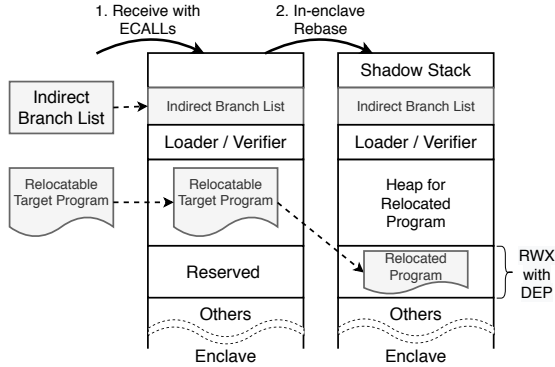 1. Receive with
ECALLs
2. In-enclave
Rebase
Indirect
Branch List
Relocatable
Target Program
Indirect Branch List
Loader / Verifier
Relocatable
Target Program
Reserved
Others
Enclave
Shadow Stack
Indirect Branch List
Loader / Verifier
Heap for
Relocated
Program
Relocated
Program
Others
Enclave
RWX
with
DEP